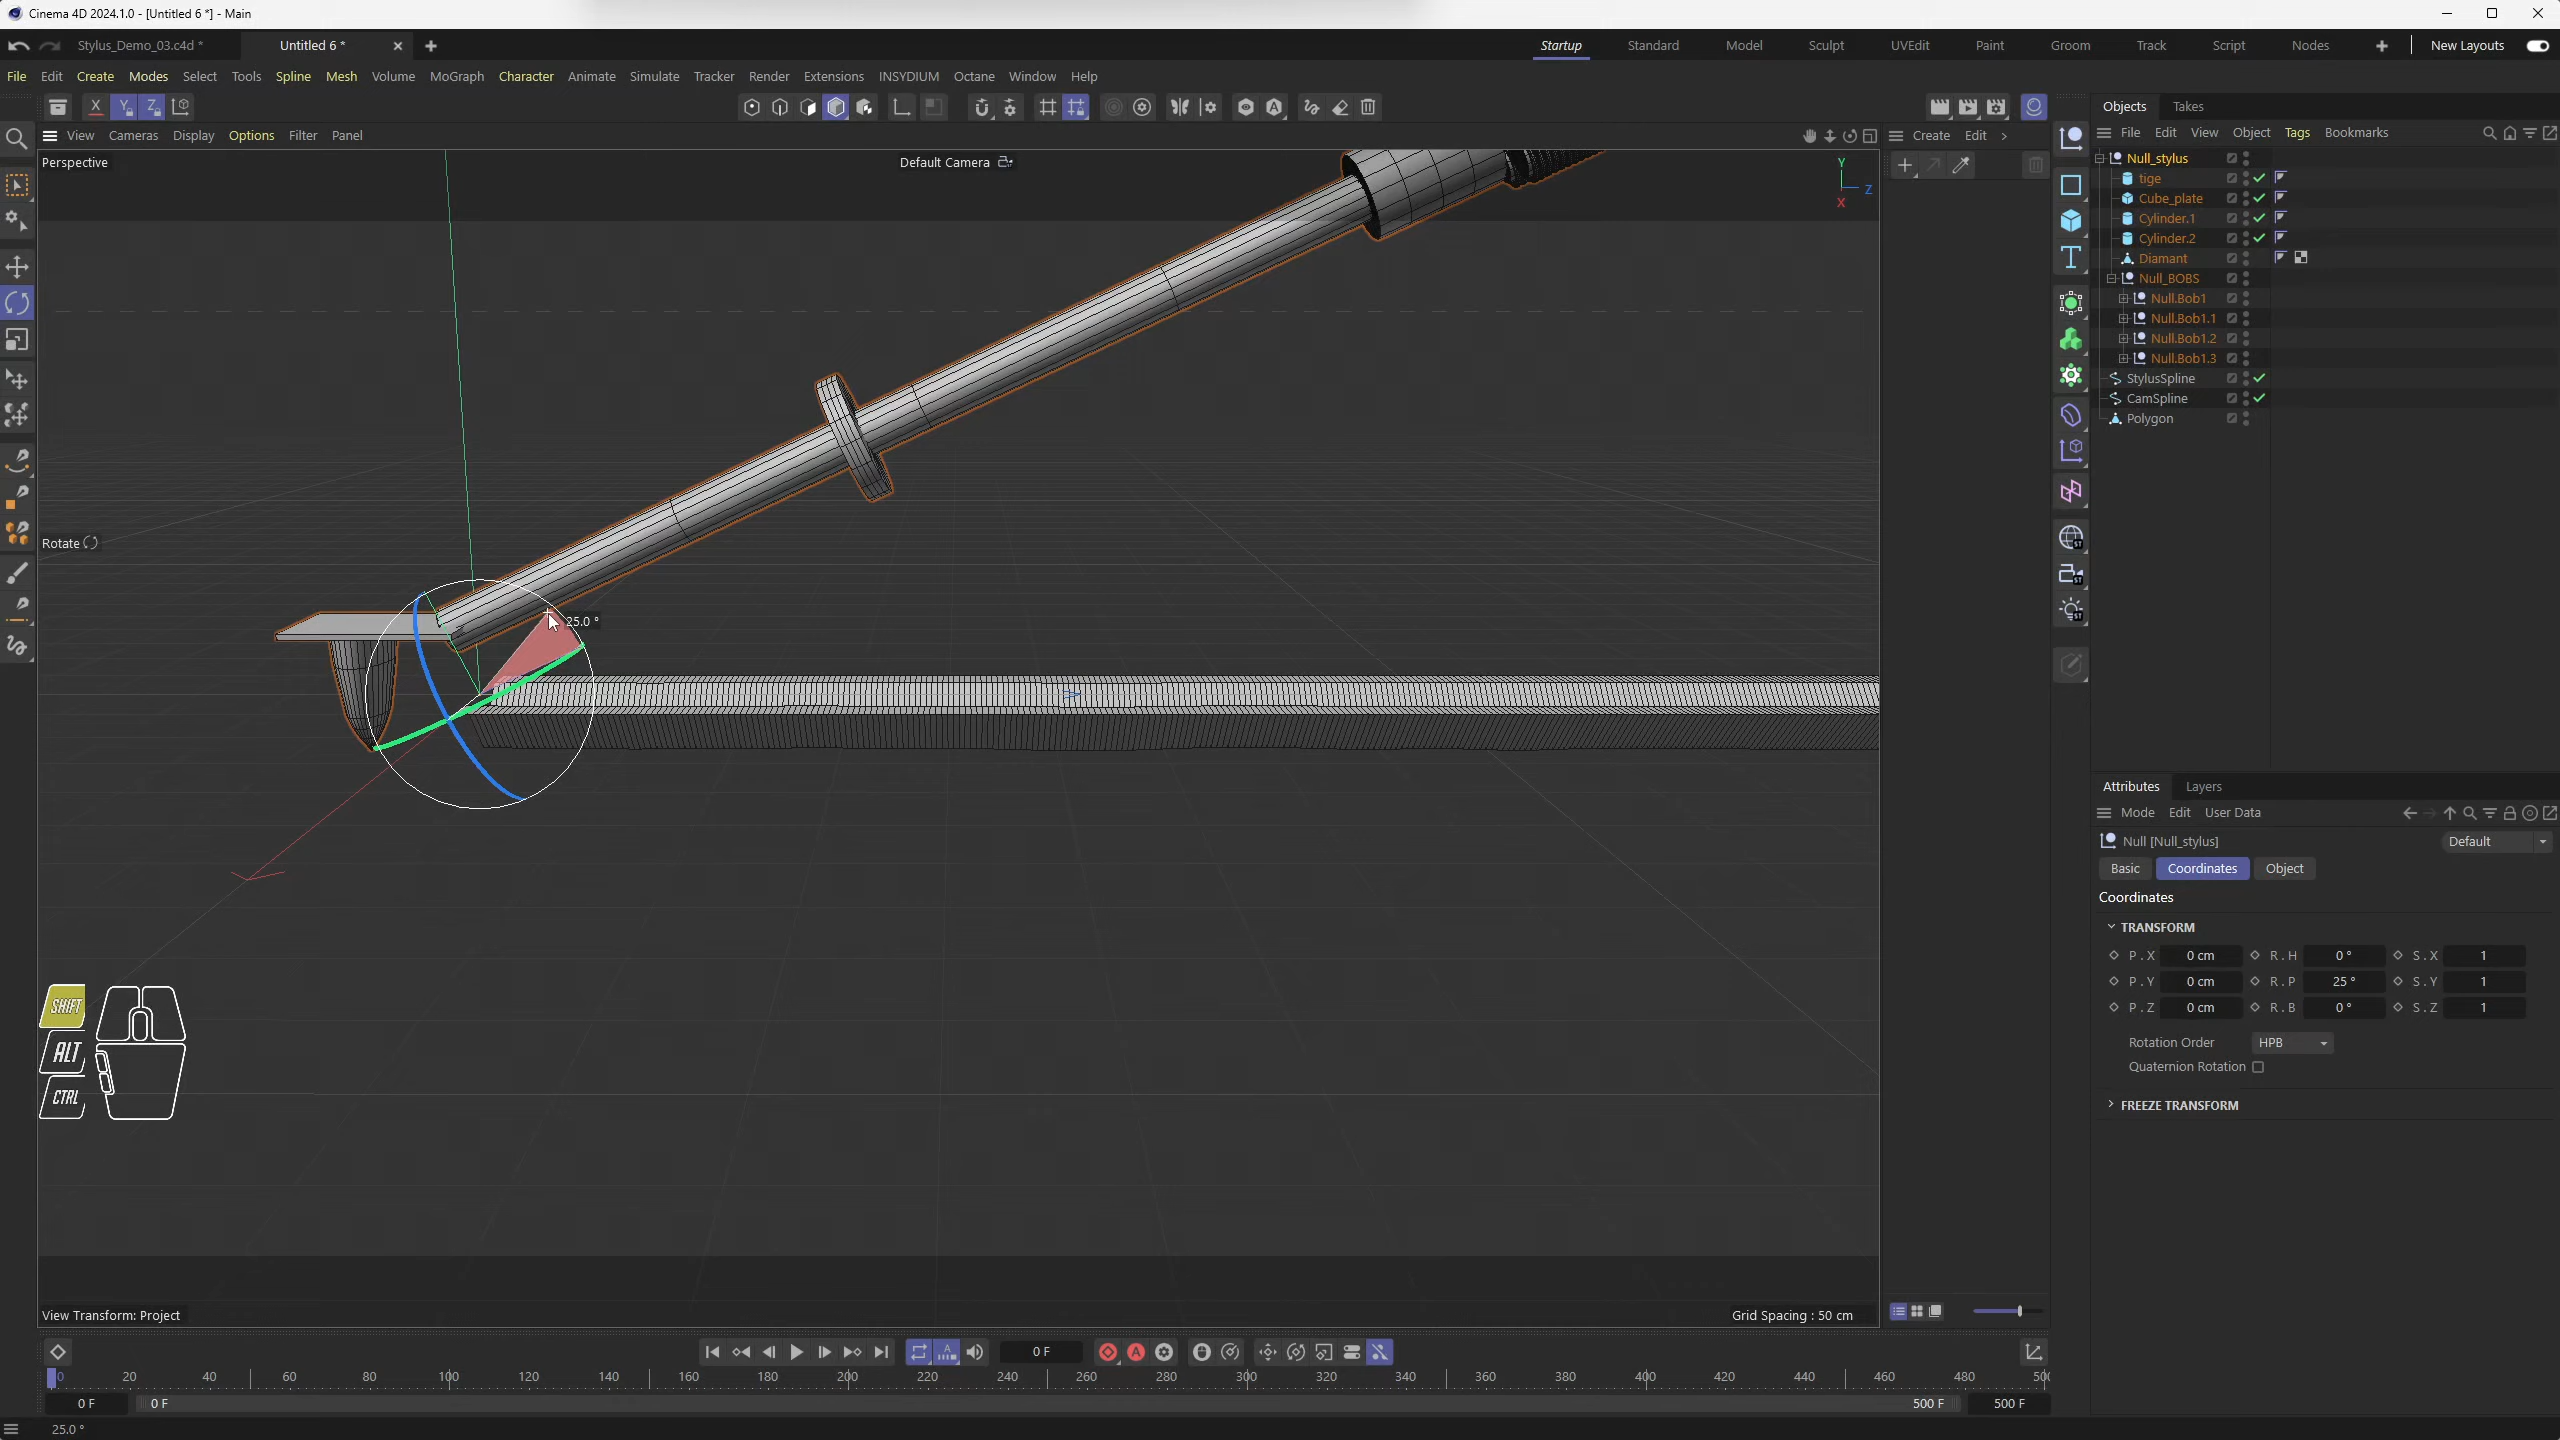 Cinema 4D 2024.1.0 - [Untitled 6 *] - Main
Stylus_Demo_03.c4d *
Untitled 6 *
Startup
Standard
Model
Sculpt
UVEdit
Paint
Groom
Track
Script
Nodes
New Layouts
File Edit Create Modes Select Tools Spline Mesh Volume MoGraph Character Animate Simulate Tracker Render Extensions INSYDIUM Octane Window Help
X Y Z
Objects Takes
View Cameras Display Options Filter Panel
Create Edit
File Edit View Object Tags Bookmarks
Perspective
Default Camera
Y
Z
X
Null_stylus
tige
Cube_plate
Cylinder.1
Cylinder.2
Diamant
Null_BOBS
Null.Bob1
Null.Bob1.1
Null.Bob1.2
Null.Bob1.3
StylusSpline
CamSpline
Polygon
Rotate
25.0 °
Attributes Layers
Mode Edit User Data
Null [Null_stylus]
Default
Basic Coordinates Object
Coordinates
TRANSFORM
P . X 0 cm R . H 0 ° S . X 1
P . Y 0 cm R . P 25 ° S . Y 1
P . Z 0 cm R . B 0 ° S . Z 1
Rotation Order HPB
Quaternion Rotation
FREEZE TRANSFORM
SHIFT
ALT
CTRL
View Transform: Project
Grid Spacing : 50 cm
0 F
0 20 40 60 80 100 120 140 160 180 200 220 240 260 280 300 320 340 360 380 400 420 440 460 480 50
0 F 0 F 500 F 500 F
25.0 °